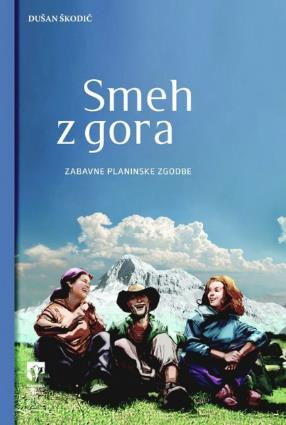 DUŠAN ŠKODIČ
Smeh
z gora
ZABAVNE PLANINSKE ZGODBE